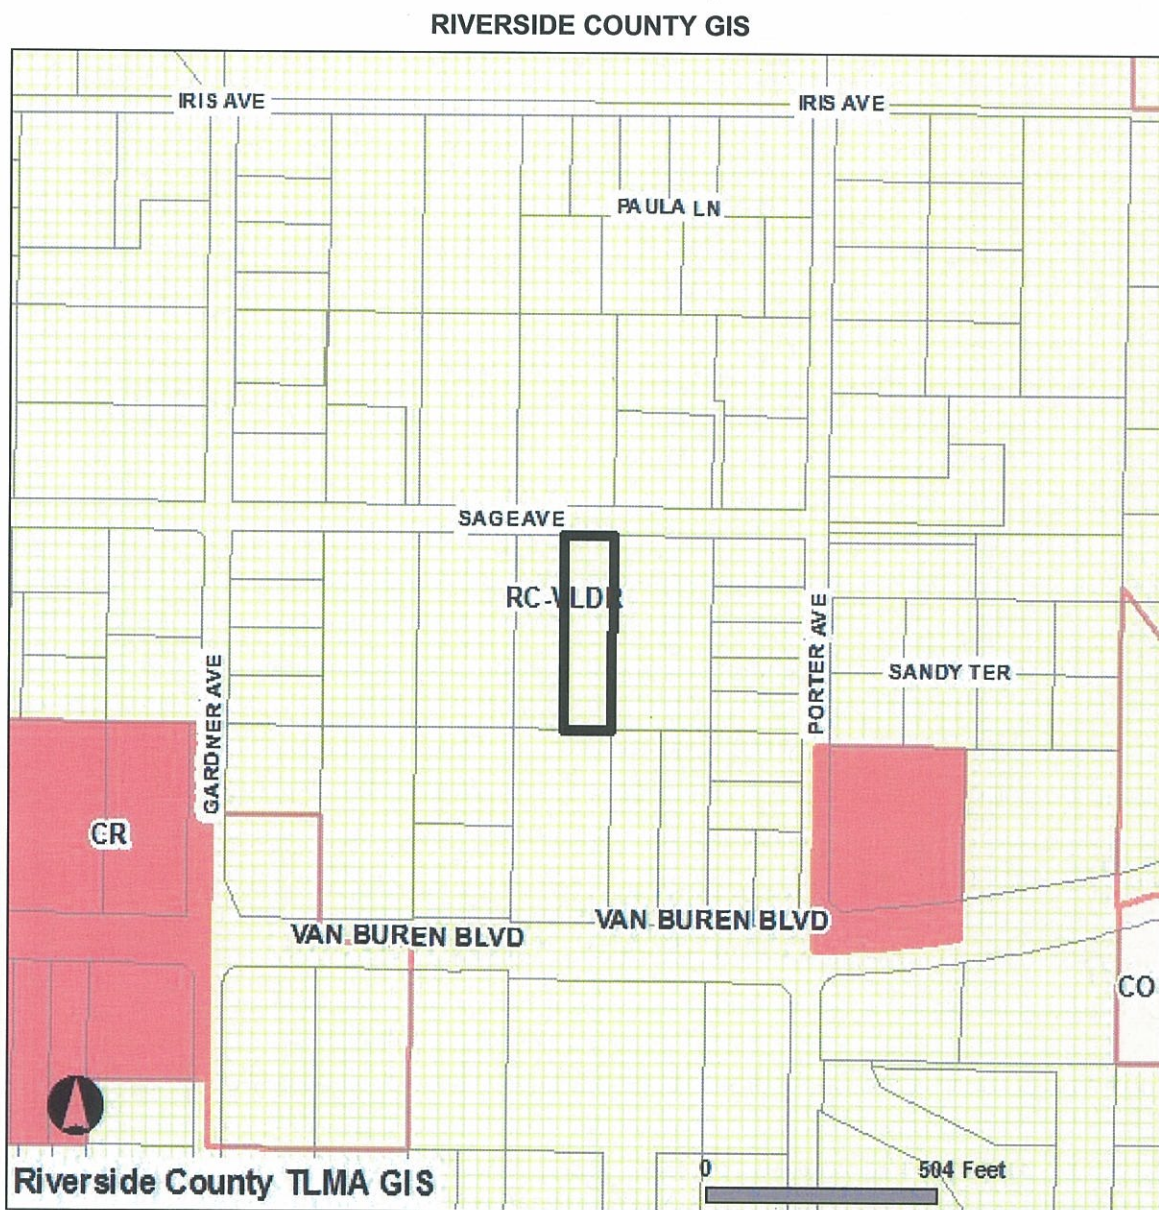 RIVERSIDE COUNTY GIS
IRIS AVE
IRIS AVE
PAULA LN
SAGEAVE
RC-VLDR
PORTER AVE
SANDY TER
GARDNER AVE
CR
VAN BUREN BLVD
VAN BUREN BLVD
CO
0
504 Feet
Riverside County TLMA GIS